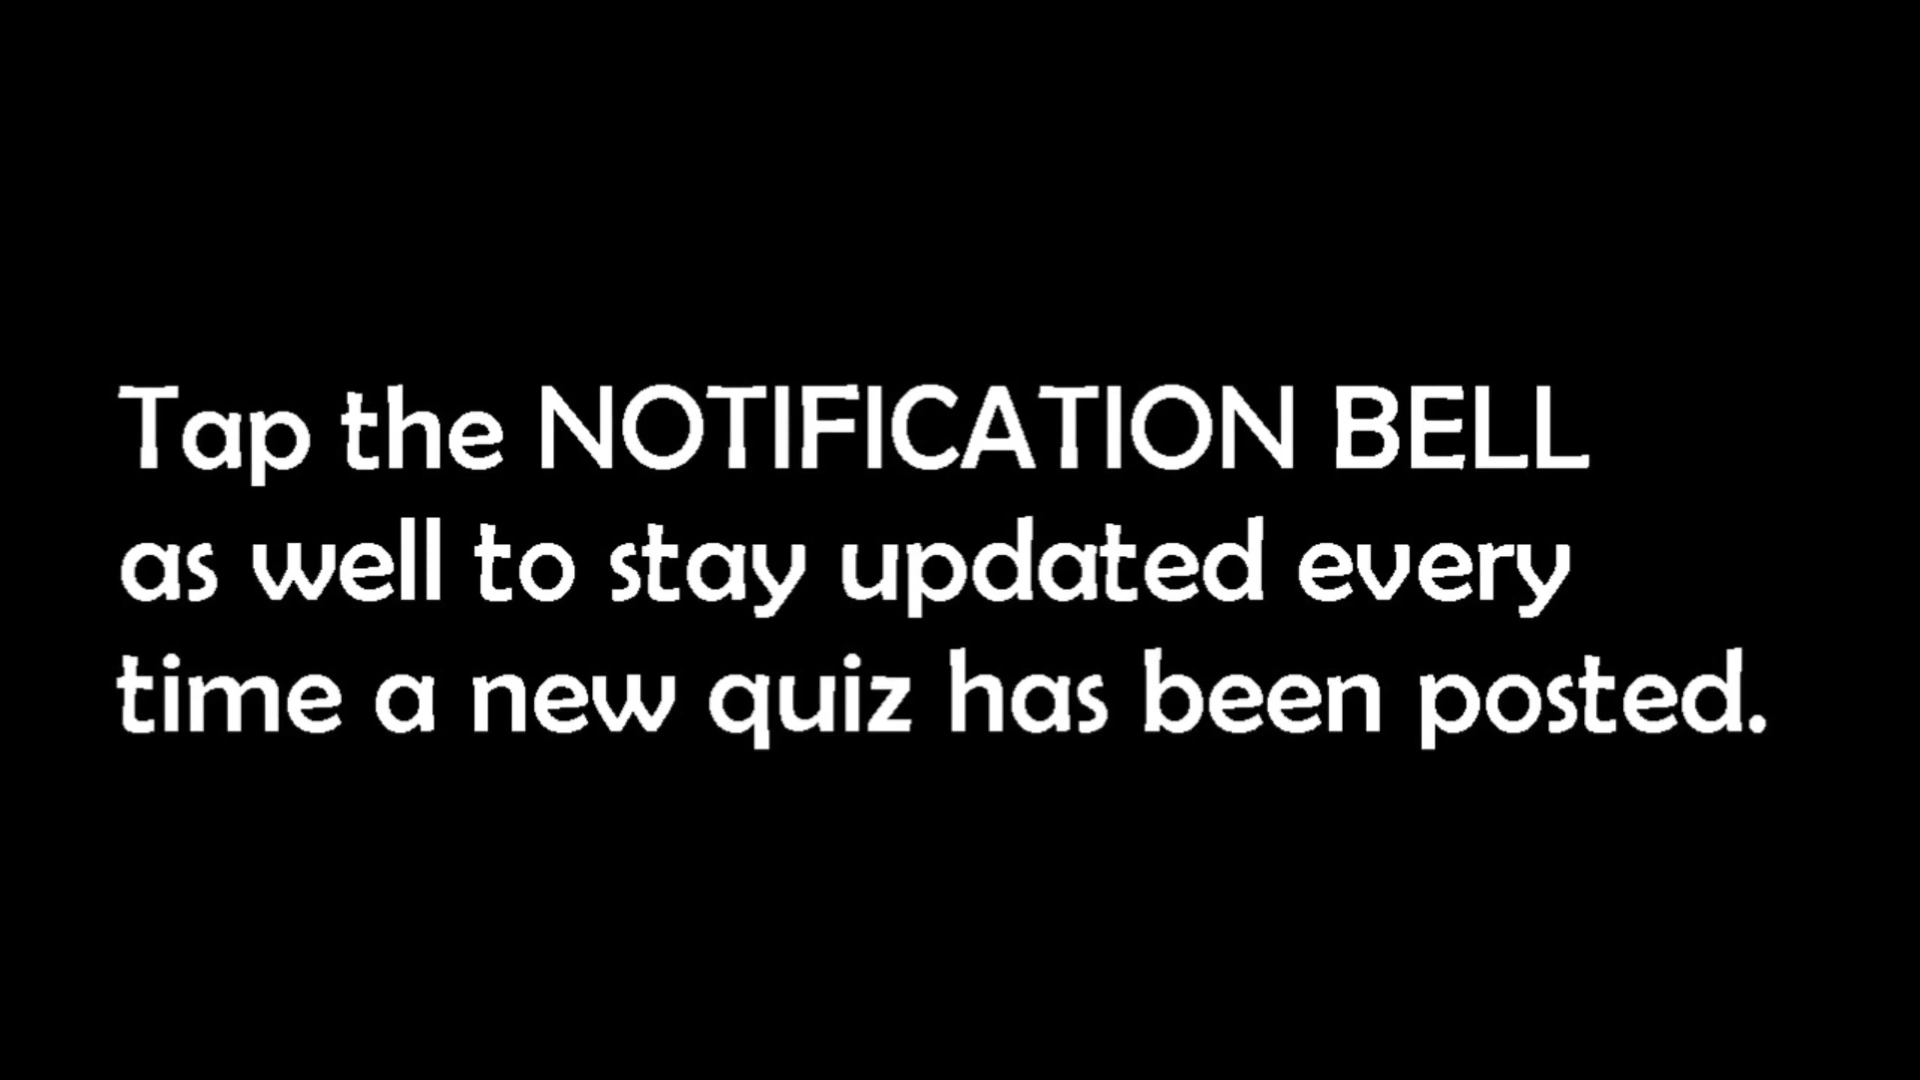 Tap the NOTIFICATION BELL
as well to stay updated every
time a new quiz has been posted.